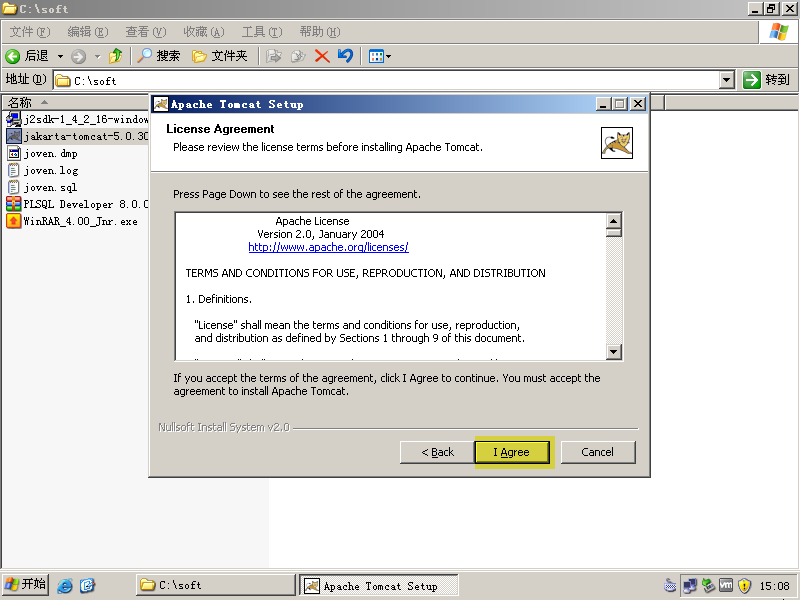 C:\soft
文件(F) 编辑(E) 查看(V) 收藏(A) 工具(T) 帮助(H)
后退 搜索 文件夹
地址(D) C:\soft 转到
名称
j2sdk-1_4_2_16-window
jakarta-tomcat-5.0.30
joven.dmp
joven.log
joven.sql
PLSQL Developer 8.0.0
WinRAR_4.00_Jnr.exe
Apache Tomcat Setup
License Agreement
Please review the license terms before installing Apache Tomcat.
Press Page Down to see the rest of the agreement.
Apache License
Version 2.0, January 2004
http://www.apache.org/licenses/
TERMS AND CONDITIONS FOR USE, REPRODUCTION, AND DISTRIBUTION
1. Definitions.
"License" shall mean the terms and conditions for use, reproduction,
and distribution as defined by Sections 1 through 9 of this document.
If you accept the terms of the agreement, click I Agree to continue. You must accept the
agreement to install Apache Tomcat.
Nullsoft Install System v2.0
< Back I Agree Cancel
开始 C:\soft Apache Tomcat Setup 15:08